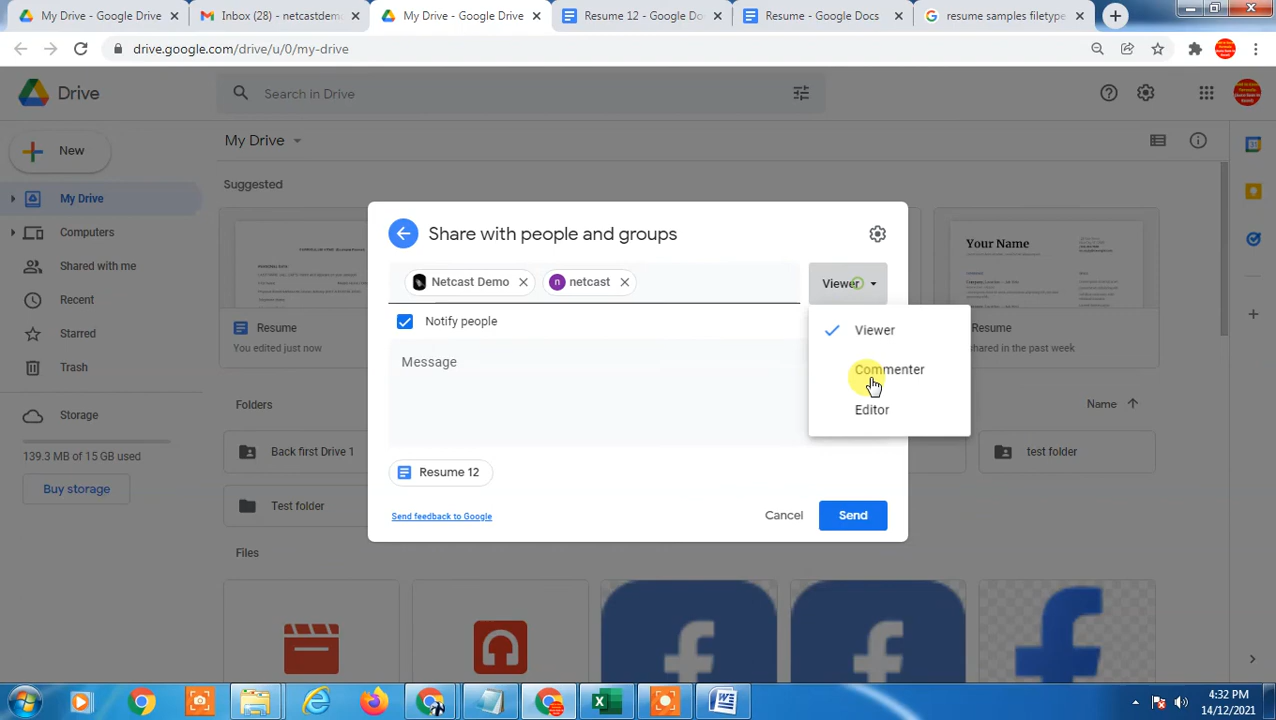 My Drive - Google Drive
Inbox (28) - netcastdemo
My Drive - Google Drive
Resume 12 - Google Do
Resume - Google Docs
resume samples filetype
drive.google.com/drive/u/0/my-drive
Drive
Search in Drive
New
My Drive
My Drive
Computers
Shared with me
Recent
Starred
Trash
Storage
139.3 MB of 15 GB used
Buy storage
Suggested
Resume
You edited just now
Your Name
Resume
shared in the past week
Folders
Name
Back first Drive 1
test folder
Test folder
Files
Share with people and groups
Netcast Demo
n
netcast
Viewer
Notify people
Message
Viewer
Commenter
Editor
Resume 12
Send feedback to Google
Cancel
Send
4:32 PM
14/12/2021